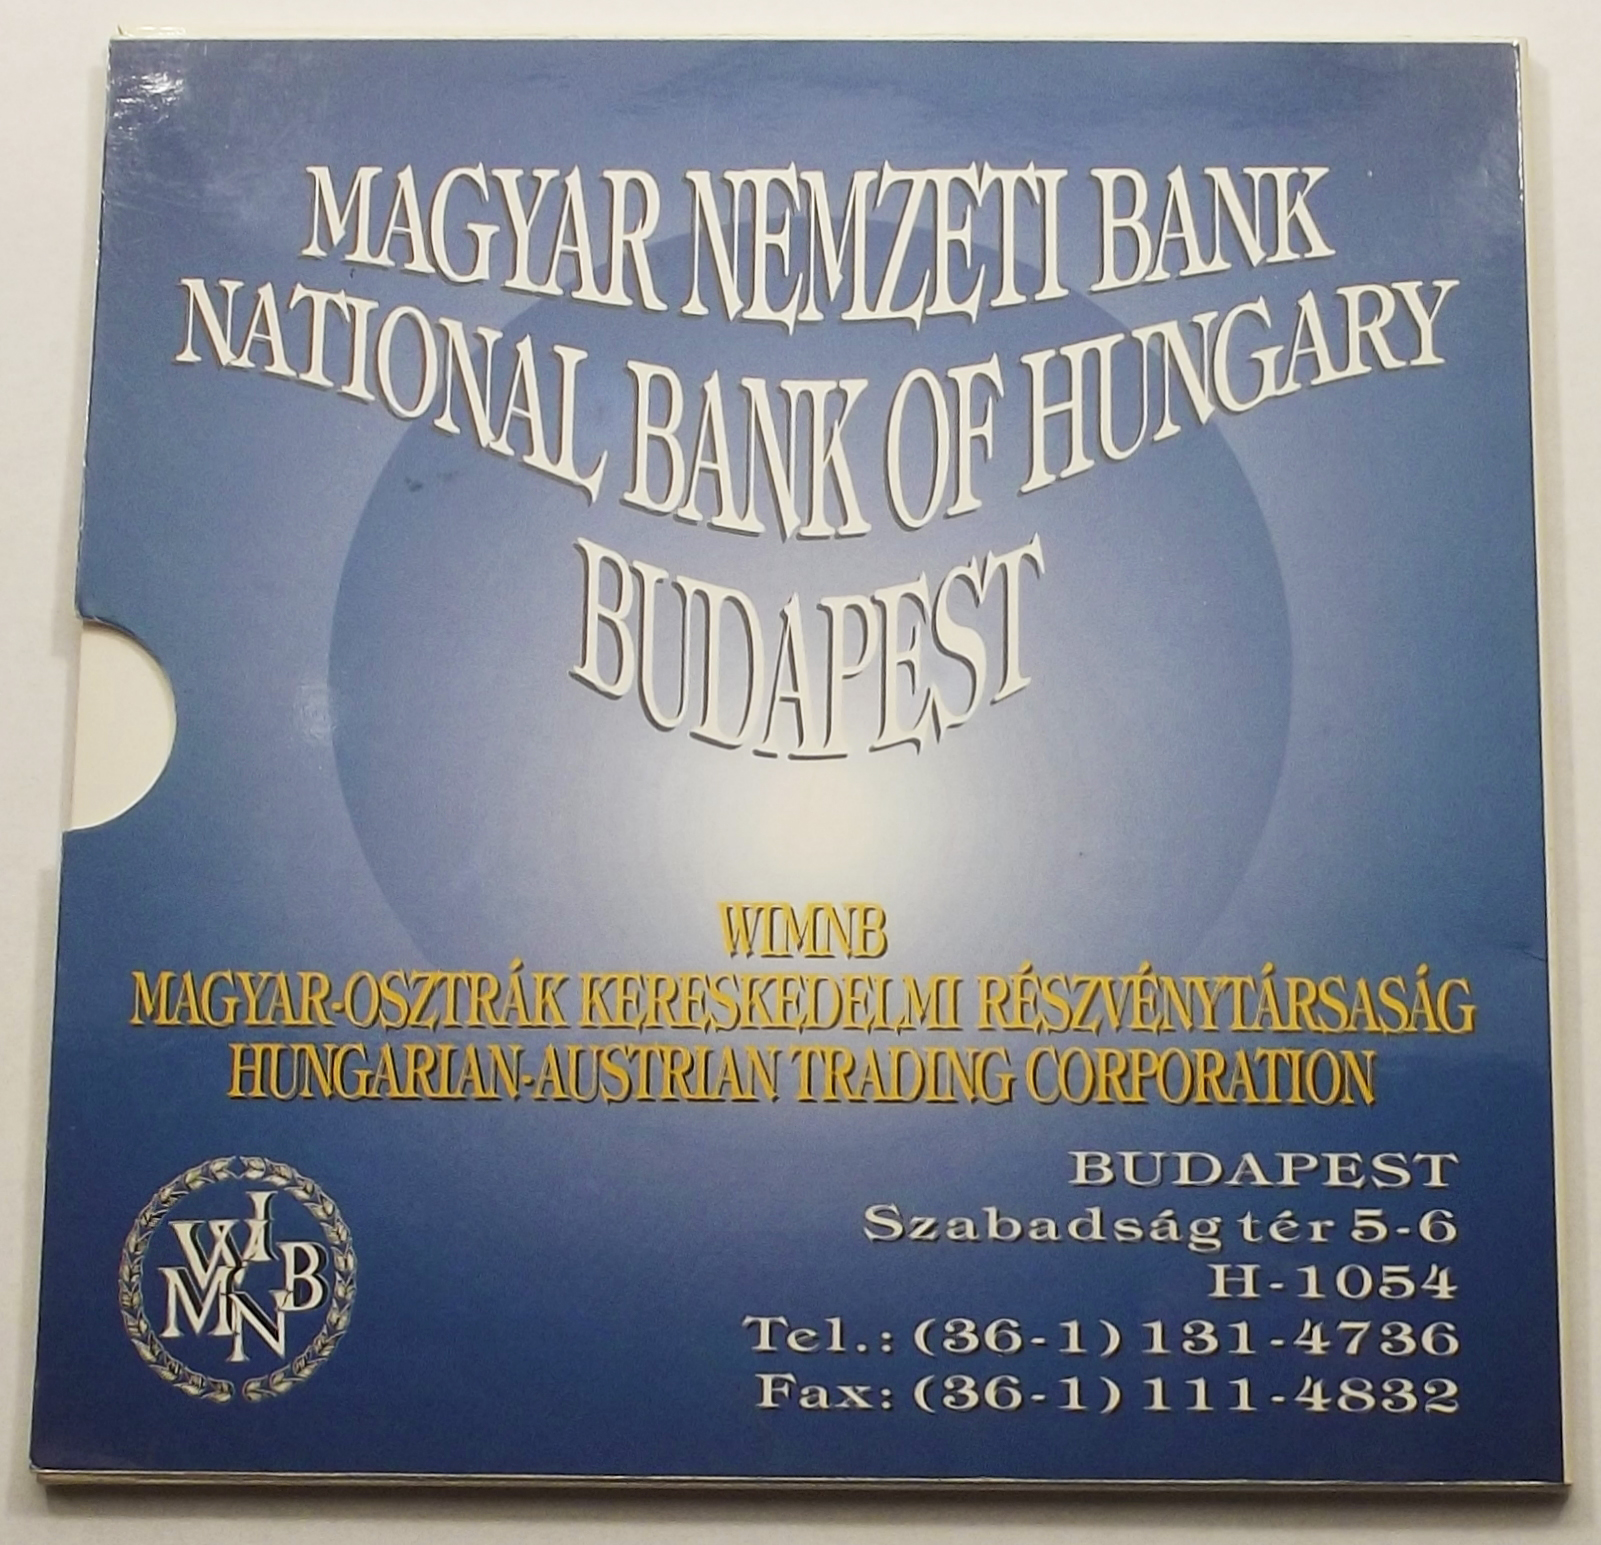 MAGYAR NEMZETI BANK
NATIONAL BANK OF HUNGARY
BUDAPEST
WIMNB
MAGYAR-OSZTRÁK KERESKEDELMI RÉSZVÉNYTÁRSASÁG
HUNGARIAN-AUSTRIAN TRADING CORPORATION
BUDAPEST
Szabadság tér 5-6
H-1054
Tel.: (36-1) 131-4736
Fax: (36-1) 111-4832
WIMNB